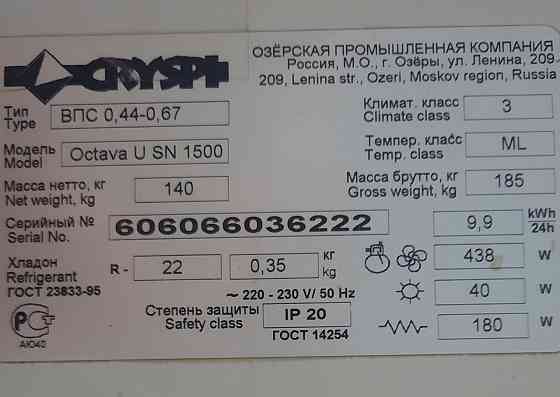 CRYSPI
ОЗЁРСКАЯ ПРОМЫШЛЕННАЯ КОМПАНИЯ
Россия, М.О., г. Озёры, ул. Ленина, 209.
209, Lenina str., Ozeri, Moskov region, Russia
Тип
Type
ВПС 0,44-0,67
Климат. класс
Climate class
3
Модель
Model
Octava U SN 1500
Темпер. класс
Temp. class
ML
Масса нетто, кг
Net weight, kg
140
Масса брутто, кг
Gross weight, kg
185
Серийный №
Serial No.
606066036222
9,9
kWh
24h
Хладон
Refrigerant
ГОСТ 23833-95
R - 22
0,35
кг
kg
438 W
~ 220 - 230 V/ 50 Hz
40 W
Степень защиты
Safety class
IP 20
ГОСТ 14254
180 W
РСТ
АЮ40